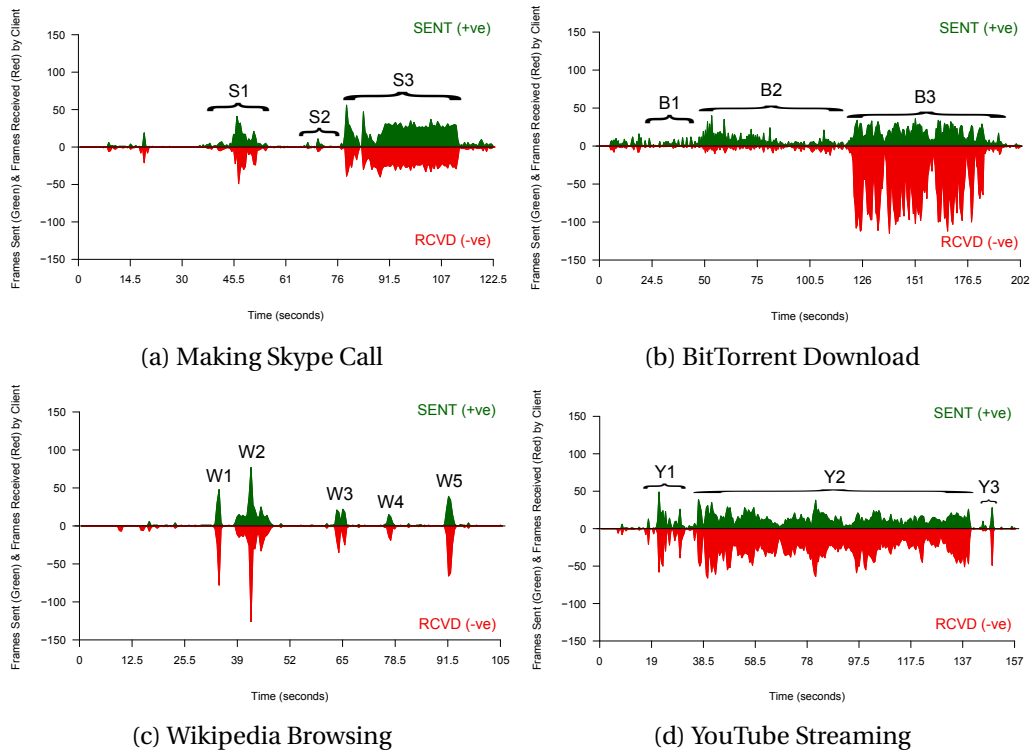 Frames Sent (Green) & Frames Received (Red) by Client
150
100
50
0
−50
−100
−150
SENT (+ve)
S1
S2
S3
RCVD (-ve)
0 14.5 30 45.5 61 76 91.5 107 122.5
Time (seconds)
(a) Making Skype Call
Frames Sent (Green) & Frames Received (Red) by Client
150
100
50
0
−50
−100
−150
SENT (+ve)
B1
B2
B3
RCVD (-ve)
0 24.5 50 75 100.5 126 151 176.5 202
Time (seconds)
(b) BitTorrent Download
Frames Sent (Green) & Frames Received (Red) by Client
150
100
50
0
−50
−100
−150
SENT (+ve)
W1
W2
W3
W4
W5
RCVD (-ve)
0 12.5 25.5 39 52 65 78.5 91.5 105
Time (seconds)
(c) Wikipedia Browsing
Frames Sent (Green) & Frames Received (Red) by Client
150
100
50
0
−50
−100
−150
SENT (+ve)
Y1
Y2
Y3
RCVD (-ve)
0 19 38.5 58.5 78 97.5 117.5 137 157
Time (seconds)
(d) YouTube Streaming